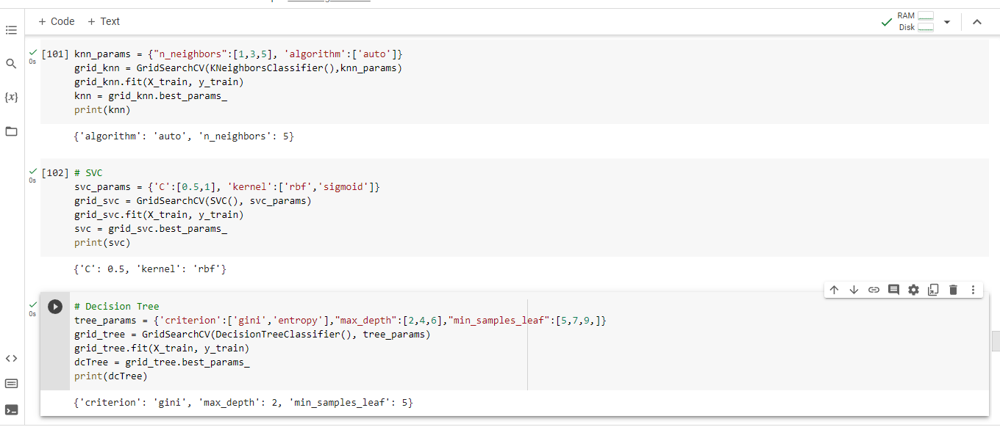 + Code + Text
RAM
Disk
{x}
0s
[101] knn_params = {"n_neighbors":[1,3,5], 'algorithm':['auto']}
grid_knn = GridSearchCV(KNeighborsClassifier(),knn_params)
grid_knn.fit(X_train, y_train)
knn = grid_knn.best_params_
print(knn)
{'algorithm': 'auto', 'n_neighbors': 5}
0s
[102] # SVC
svc_params = {'C':[0.5,1], 'kernel':['rbf','sigmoid']}
grid_svc = GridSearchCV(SVC(), svc_params)
grid_svc.fit(X_train, y_train)
svc = grid_svc.best_params_
print(svc)
{'C': 0.5, 'kernel': 'rbf'}
0s
# Decision Tree
tree_params = {'criterion':['gini','entropy'],"max_depth":[2,4,6],"min_samples_leaf":[5,7,9,]}
grid_tree = GridSearchCV(DecisionTreeClassifier(), tree_params)
grid_tree.fit(X_train, y_train)
dcTree = grid_tree.best_params_
print(dcTree)
{'criterion': 'gini', 'max_depth': 2, 'min_samples_leaf': 5}